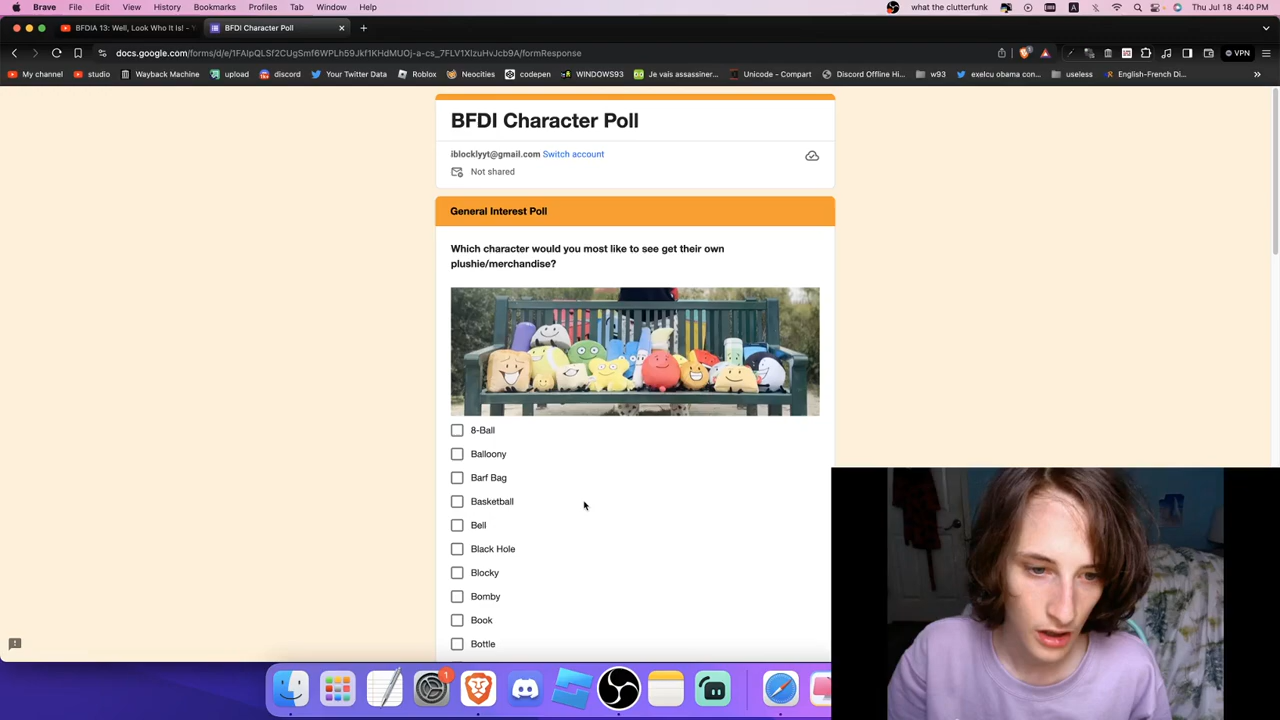 Brave File Edit View History Bookmarks Profiles Tab Window Help what the clutterfunk A Thu Jul 18 4:40 PM
BFDIA 13: Well, Look Who It Is! - Y
BFDI Character Poll
docs.google.com/forms/d/e/1FAIpQLSf2CUgSmf6WPLh59Jkf1KHdMUOj-a-cs_7FLV1XIzuHvJcb9A/formResponse
VPN
My channel studio Wayback Machine upload discord Your Twitter Data Roblox Neocities codepen WINDOWS93 Je vais assassiner... Unicode - Compart Discord Offline Hi... w93 exelcu obama con... useless English-French Di... »
BFDI Character Poll
iblocklyyt@gmail.com Switch account
Not shared
General Interest Poll
Which character would you most like to see get their own
plushie/merchandise?
8-Ball
Balloony
Barf Bag
Basketball
Bell
Black Hole
Blocky
Bomby
Book
Bottle
1